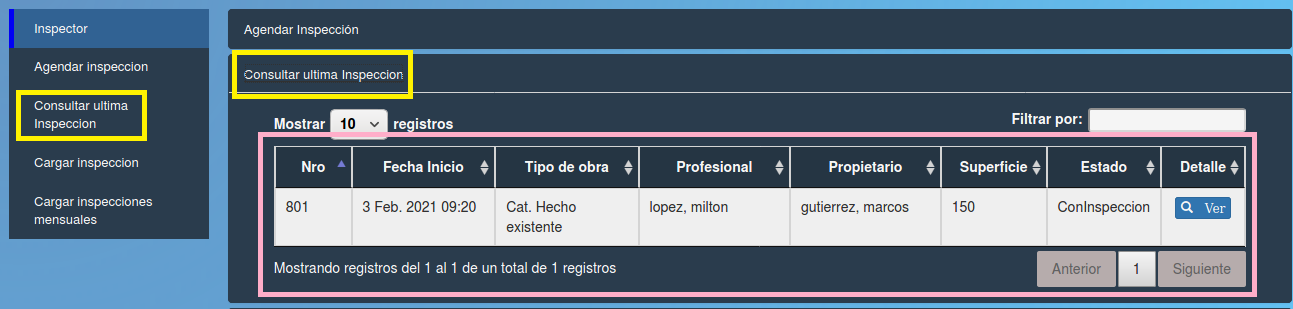 Inspector
Agendar inspeccion
Consultar ultima
Inspeccion
Cargar inspeccion
Cargar inspecciones
mensuales
Agendar Inspección
Consultar ultima Inspeccion
Mostrar 10 registros Filtrar por:
Nro Fecha Inicio Tipo de obra Profesional Propietario Superficie Estado Detalle
801 3 Feb. 2021 09:20 Cat. Hecho lopez, milton gutierrez, marcos 150 ConInspeccion Ver
existente
Mostrando registros del 1 al 1 de un total de 1 registros Anterior 1 Siguiente